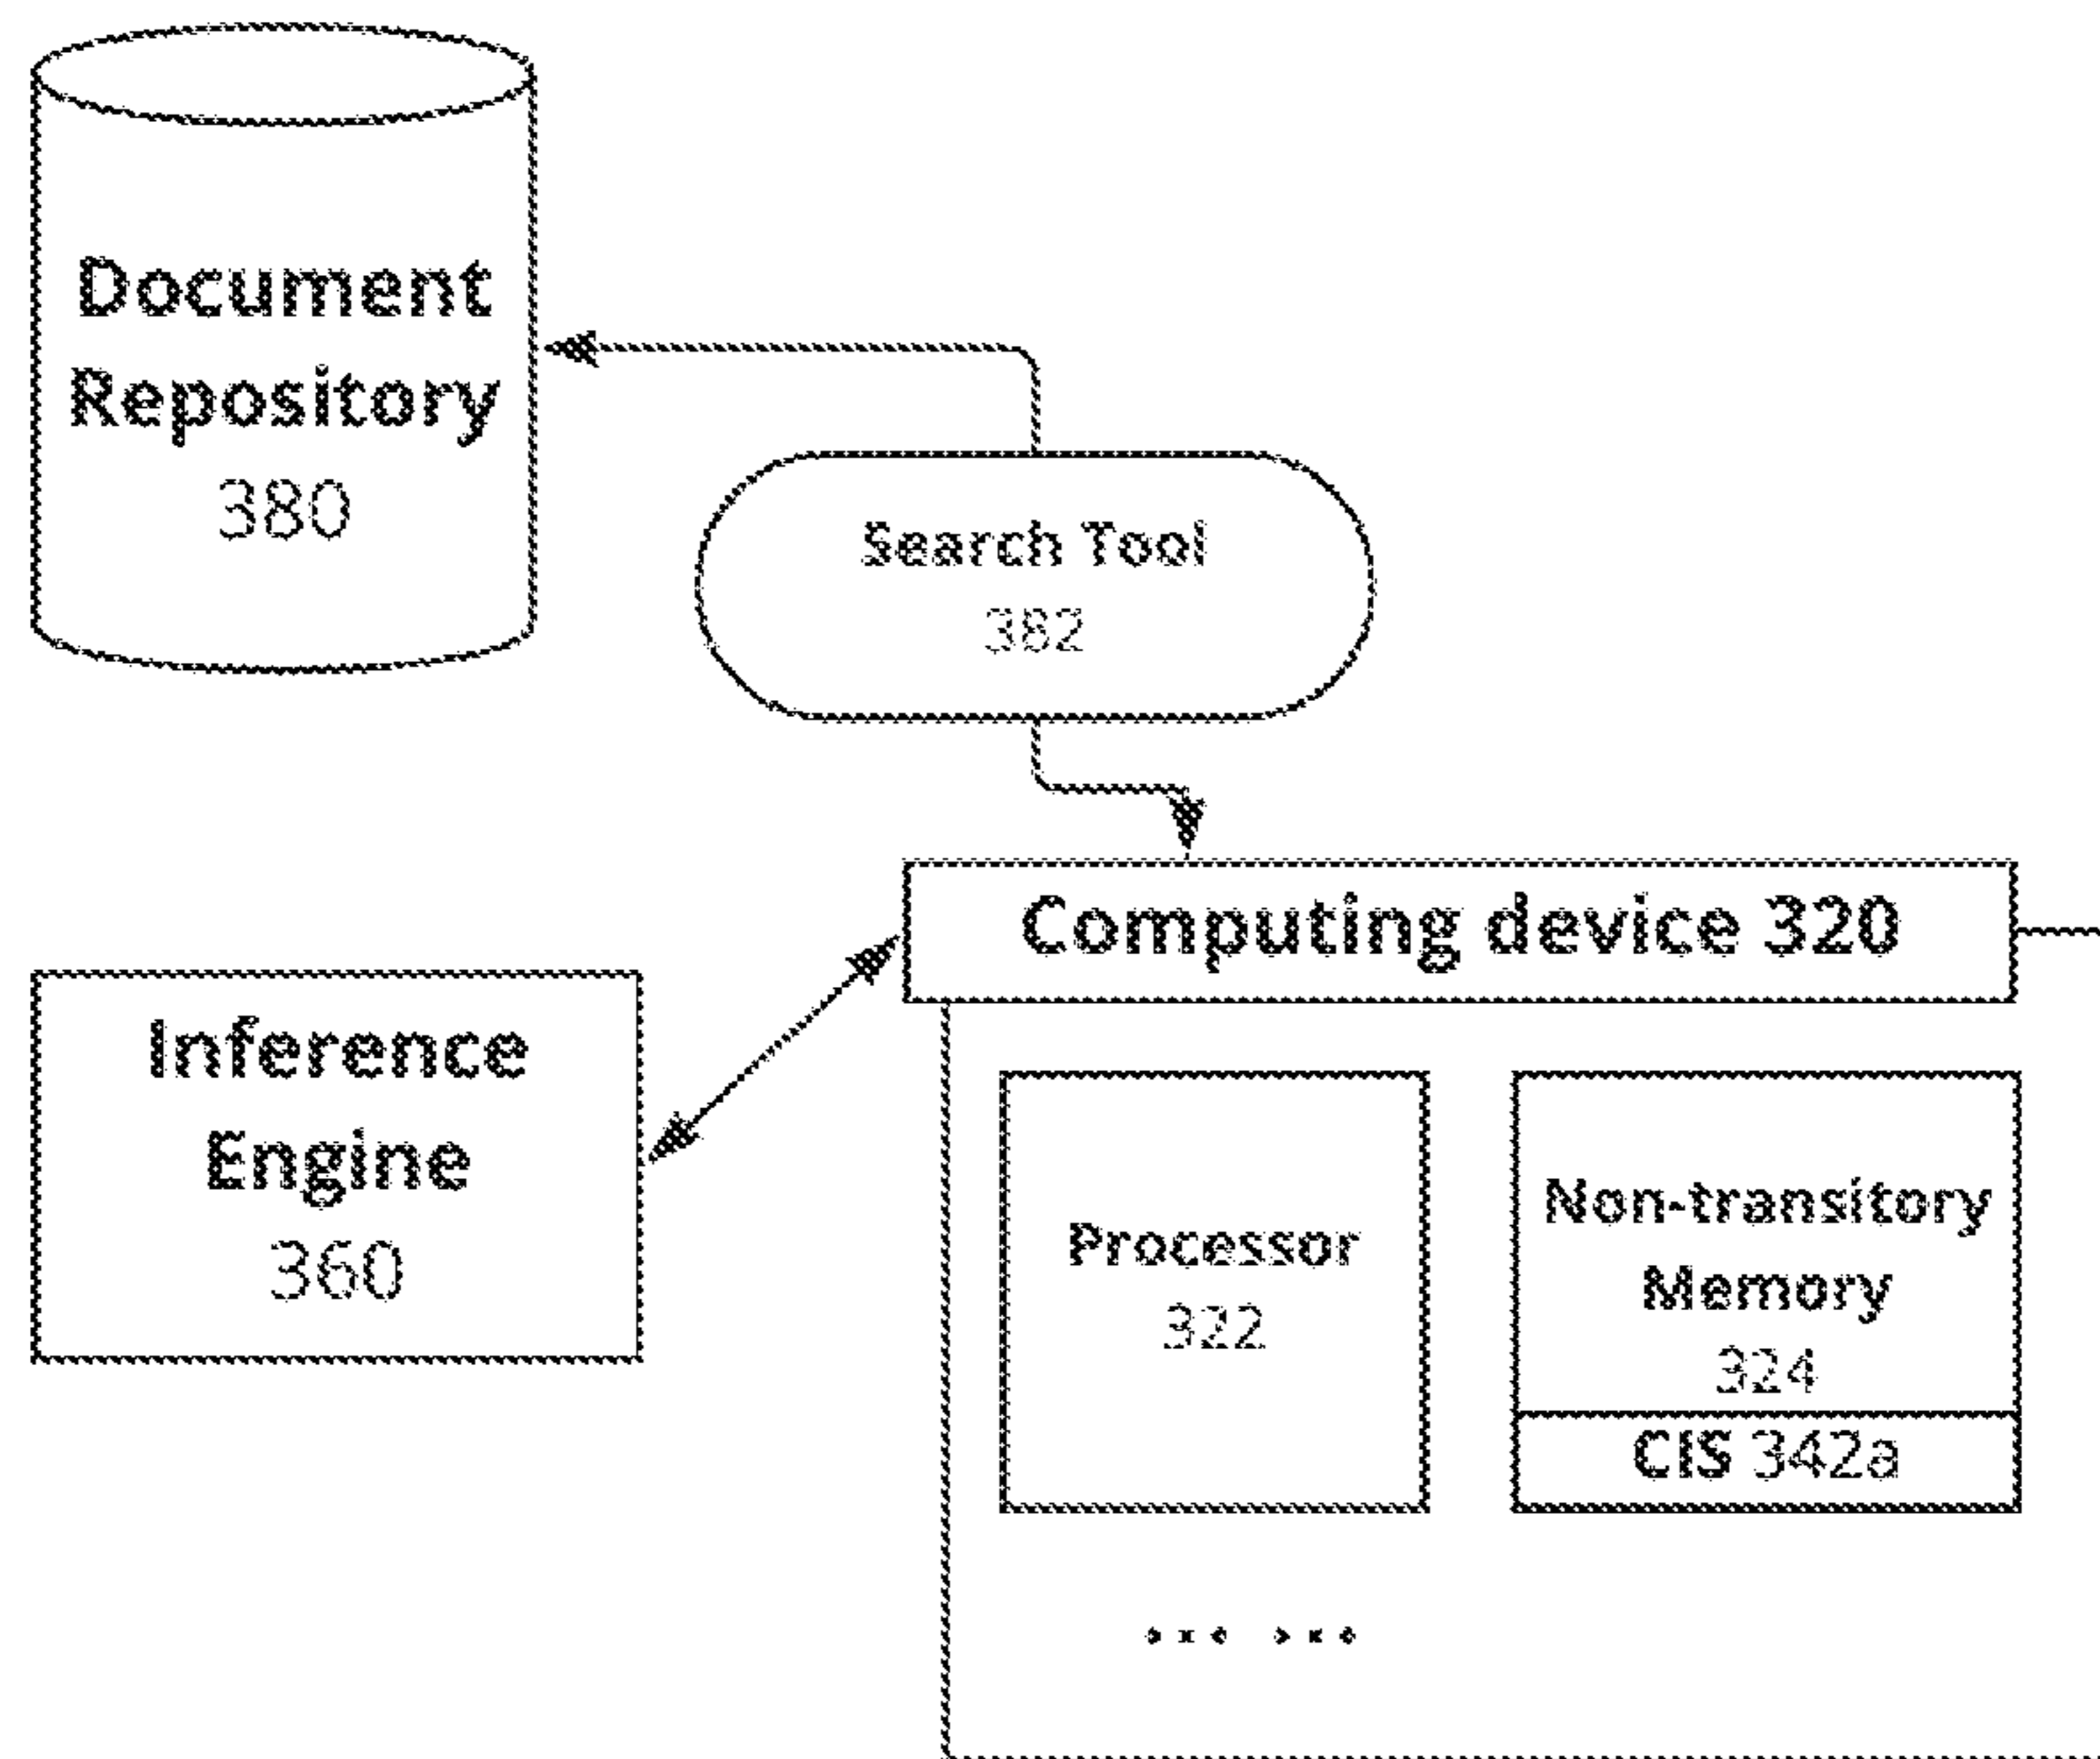 Document
Repository
380
Search Tool
382
Computing device 320
Inference
Engine
360
Processor
322
Non-transitory
Memory
324
CIS 342a
... ...